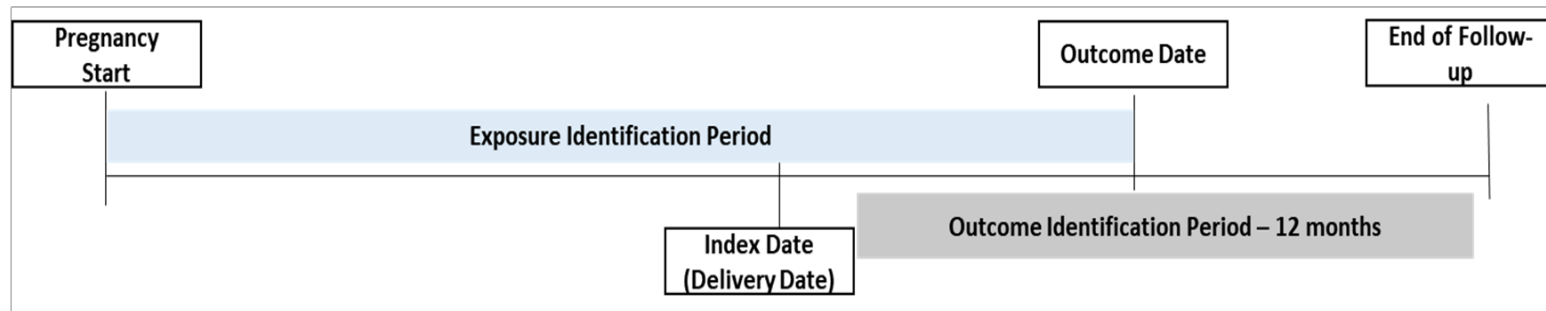 Pregnancy
Start
Outcome Date
End of Follow-
up
Exposure Identification Period
Index Date
(Delivery Date)
Outcome Identification Period – 12 months